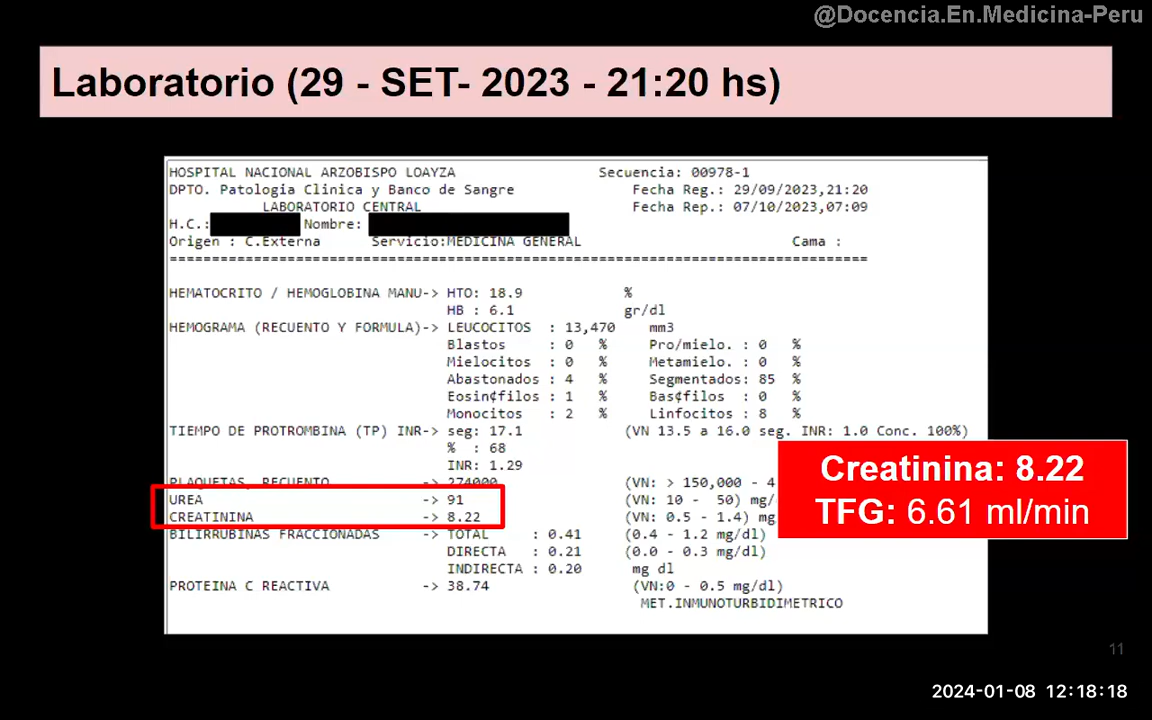 @Docencia.En.Medicina-Peru
Laboratorio (29 - SET- 2023 - 21:20 hs)
HOSPITAL NACIONAL ARZOBISPO LOAYZA Secuencia: 00978-1
DPTO. Patologia Clinica y Banco de Sangre Fecha Reg.: 29/09/2023,21:20
LABORATORIO CENTRAL Fecha Rep.: 07/10/2023,07:09
H.C.: Nombre:
Origen : C.Externa Servicio:MEDICINA GENERAL Cama :
===================================================================================
HEMATOCRITO / HEMOGLOBINA MANU-> HTO: 18.9 %
HB : 6.1 gr/dl
HEMOGRAMA (RECUENTO Y FORMULA)-> LEUCOCITOS : 13,470 mm3
Blastos : 0 % Pro/mielo. : 0 %
Mielocitos : 0 % Metamielo. : 0 %
Abastonados : 4 % Segmentados: 85 %
Eosin¢filos : 1 % Bas¢filos : 0 %
Monocitos : 2 % Linfocitos : 8 %
TIEMPO DE PROTROMBINA (TP) INR-> seg: 17.1 (VN 13.5 a 16.0 seg. INR: 1.0 Conc. 100%)
% : 68
INR: 1.29
PLAQUETAS, RECUENTO -> 274000 (VN: > 150,000 - 4
UREA -> 91 (VN: 10 - 50) mg/
CREATININA -> 8.22 (VN: 0.5 - 1.4) mg
BILIRRUBINAS FRACCIONADAS -> TOTAL : 0.41 (0.4 - 1.2 mg/dl)
DIRECTA : 0.21 (0.0 - 0.3 mg/dl)
INDIRECTA : 0.20 mg dl
PROTEINA C REACTIVA -> 38.74 (VN:0 - 0.5 mg/dl)
MET.INMUNOTURBIDIMETRICO
Creatinina: 8.22
TFG: 6.61 ml/min
11
2024-01-08 12:18:18